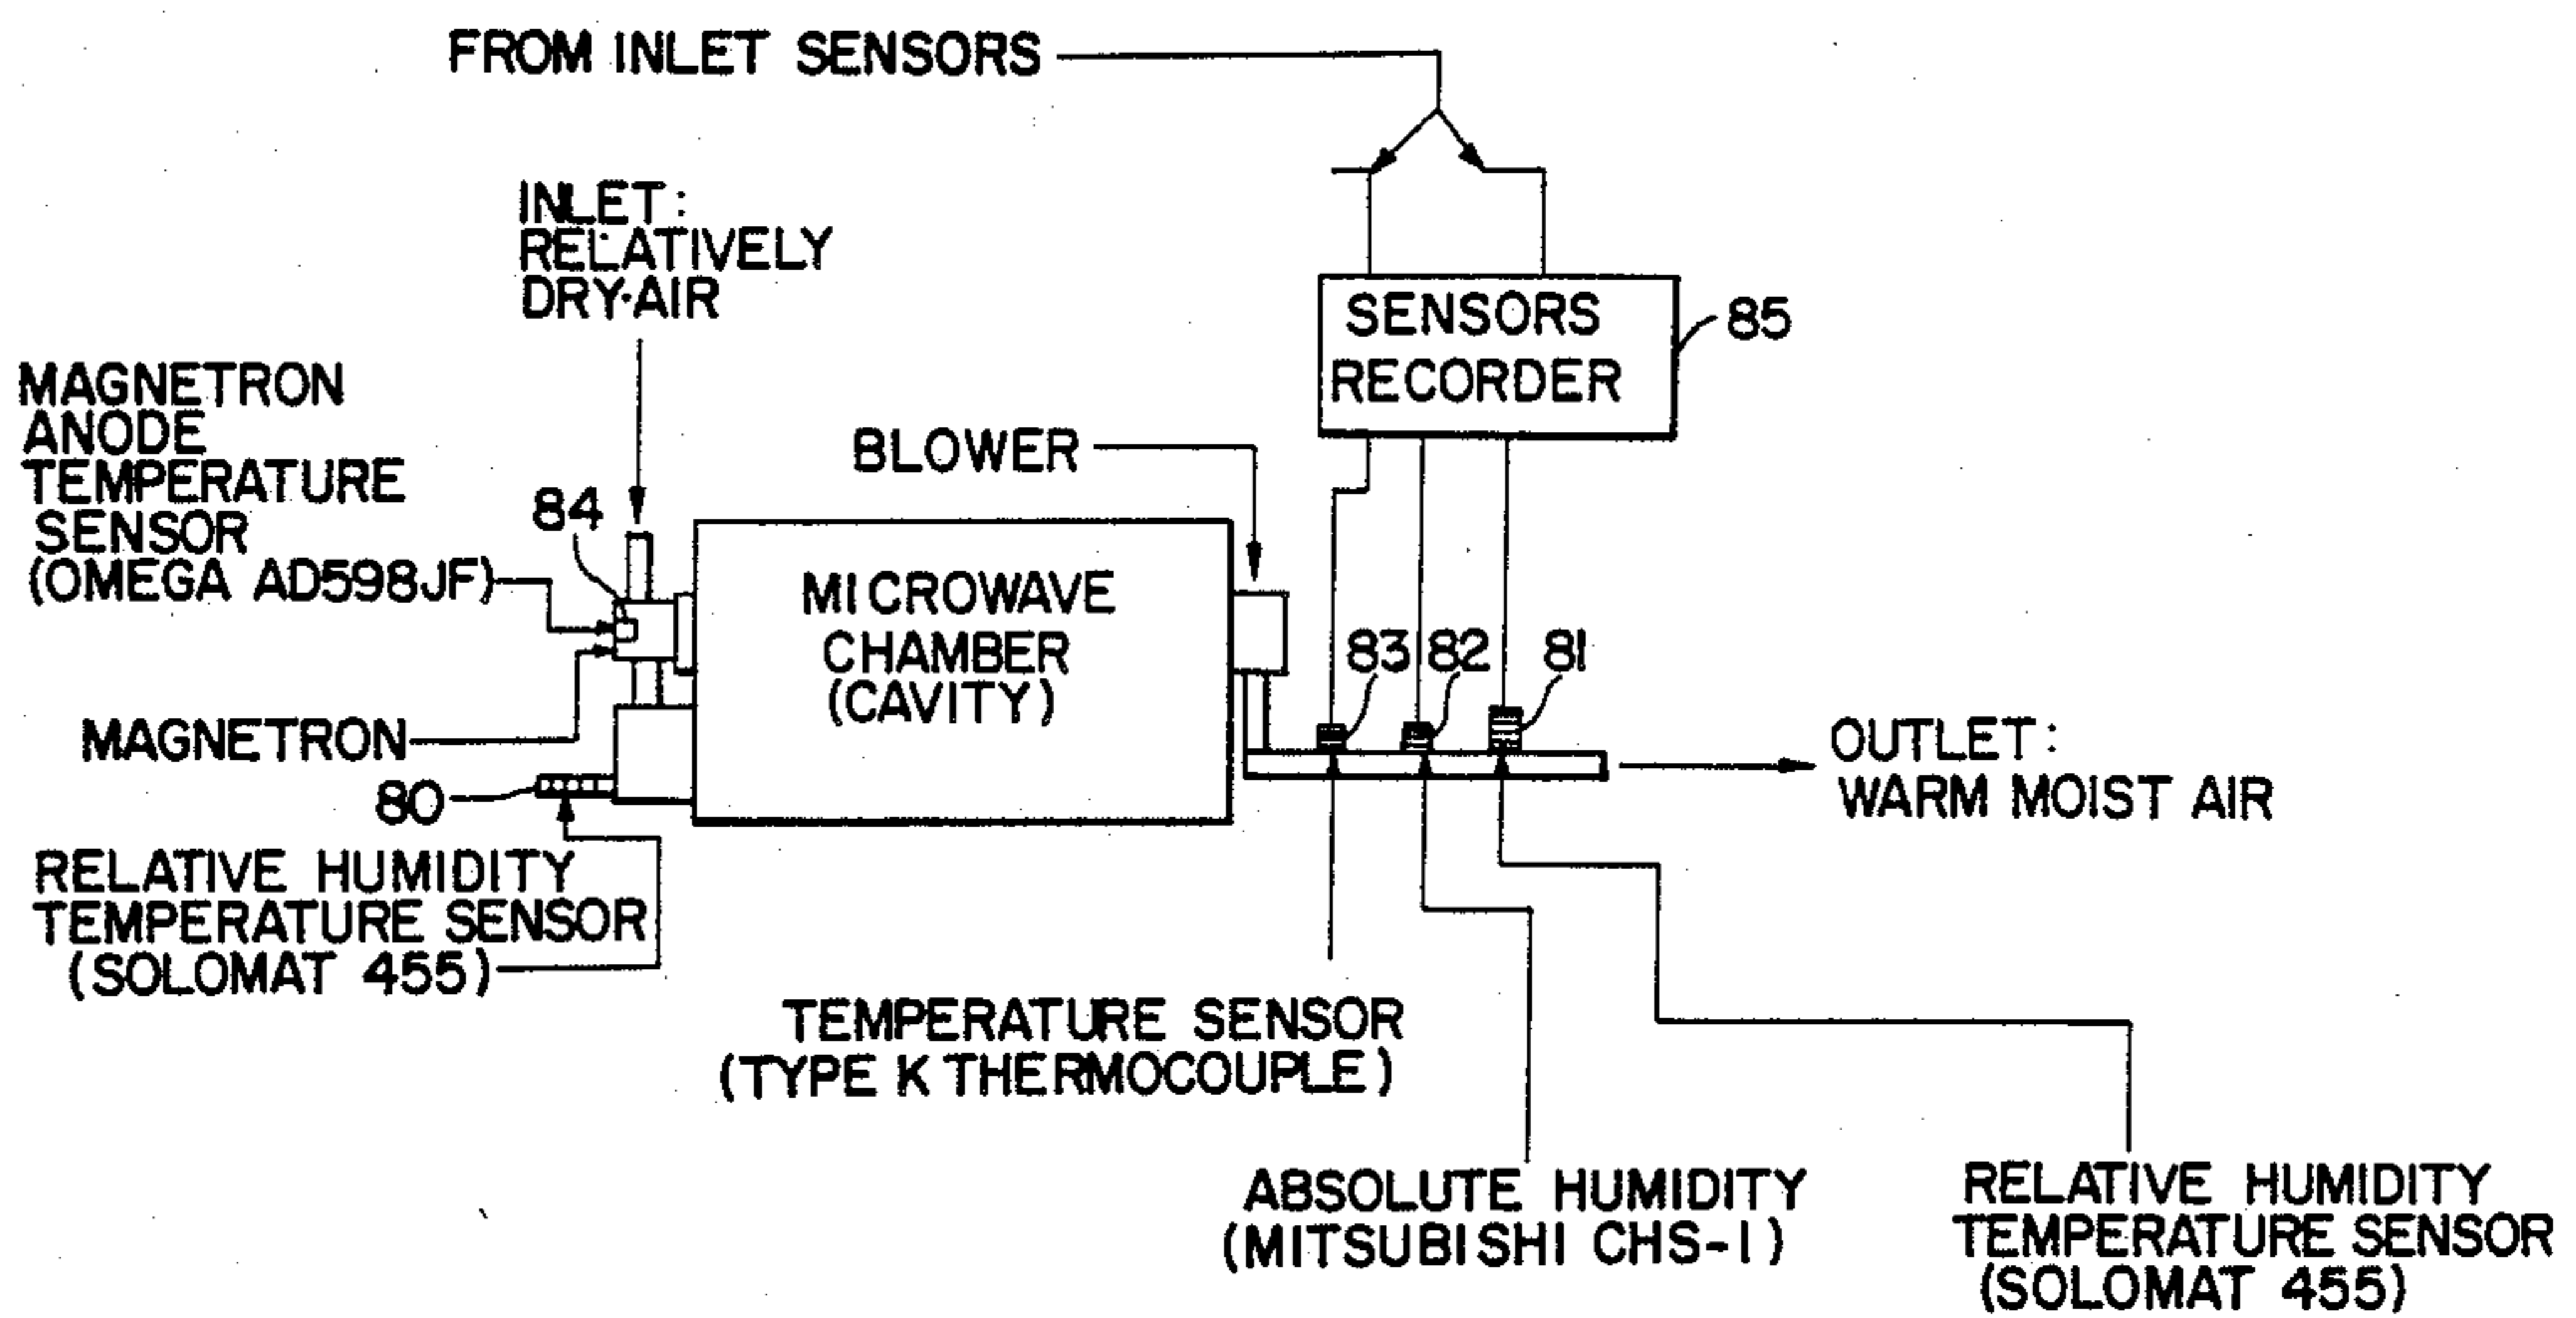 FROM INLET SENSORS
INLET:
RELATIVELY
DRY AIR
SENSORS
RECORDER
85
MAGNETRON
ANODE
TEMPERATURE
SENSOR
(OMEGA AD598JF)
84
BLOWER
MICROWAVE
CHAMBER
(CAVITY)
83
82
81
MAGNETRON
80
OUTLET:
WARM MOIST AIR
RELATIVE HUMIDITY
TEMPERATURE SENSOR
(SOLOMAT 455)
TEMPERATURE SENSOR
(TYPE K THERMOCOUPLE)
ABSOLUTE HUMIDITY
(MITSUBISHI CHS-1)
RELATIVE HUMIDITY
TEMPERATURE SENSOR
(SOLOMAT 455)